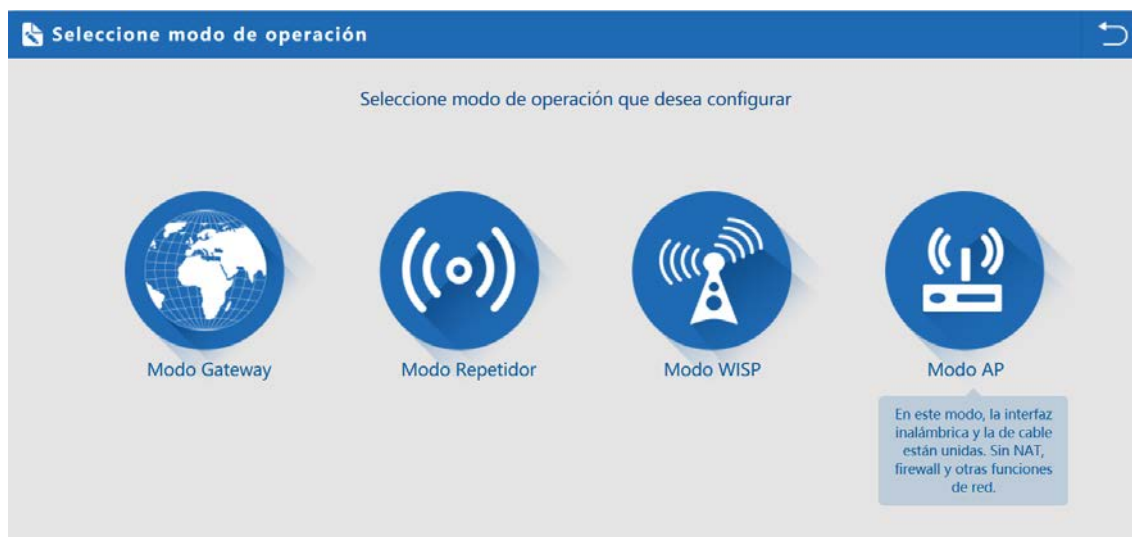 Seleccione modo de operación
Seleccione modo de operación que desea configurar
Modo Gateway
Modo Repetidor
Modo WISP
Modo AP
En este modo, la interfaz
inalámbrica y la de cable
están unidas. Sin NAT,
firewall y otras funciones
de red.